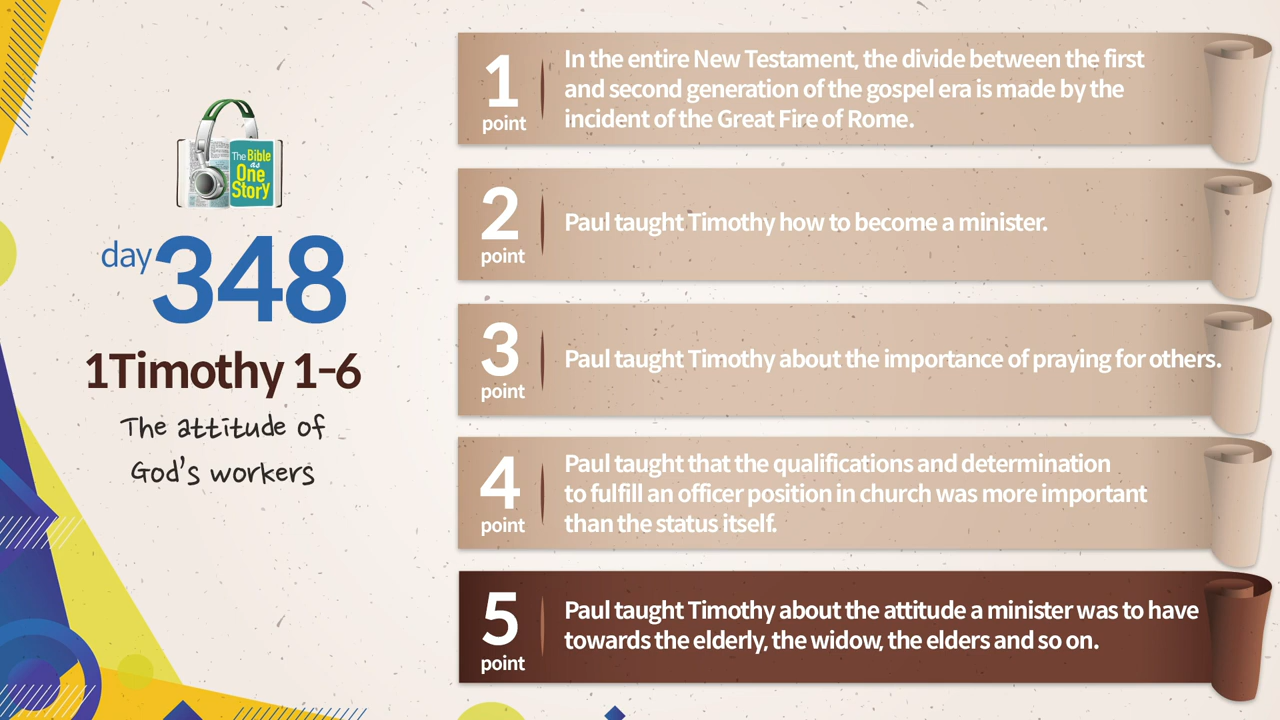 The Bible
as
One
Story
day 348
1Timothy 1-6
The attitude of
God's workers
1
point
In the entire New Testament, the divide between the first
and second generation of the gospel era is made by the
incident of the Great Fire of Rome.
2
point
Paul taught Timothy how to become a minister.
3
point
Paul taught Timothy about the importance of praying for others.
4
point
Paul taught that the qualifications and determination
to fulfill an officer position in church was more important
than the status itself.
5
point
Paul taught Timothy about the attitude a minister was to have
towards the elderly, the widow, the elders and so on.